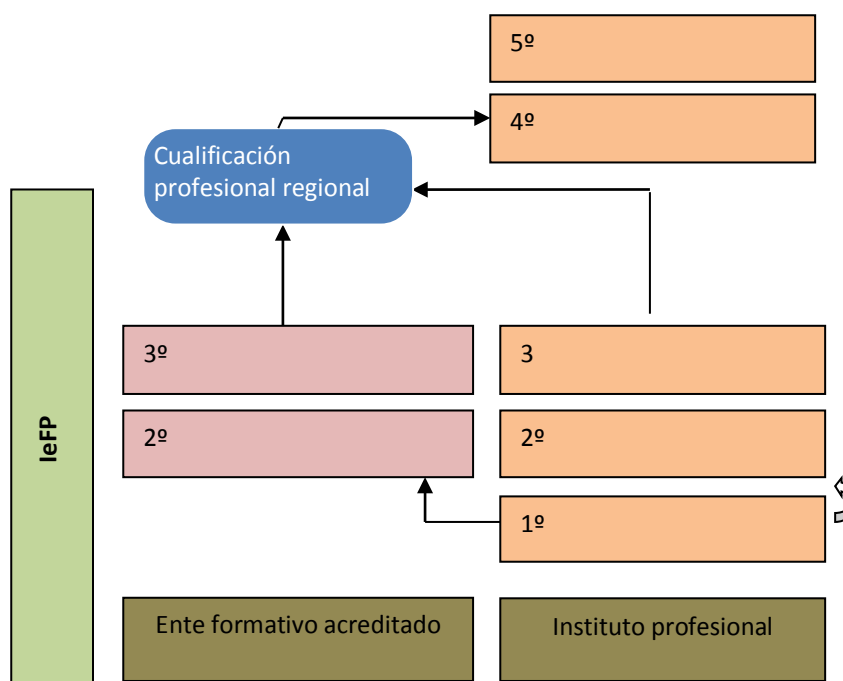 5º
4º
Cualificación
profesional regional
IeFP
3º
3
2º
2º
1º
Ente formativo acreditado
Instituto profesional